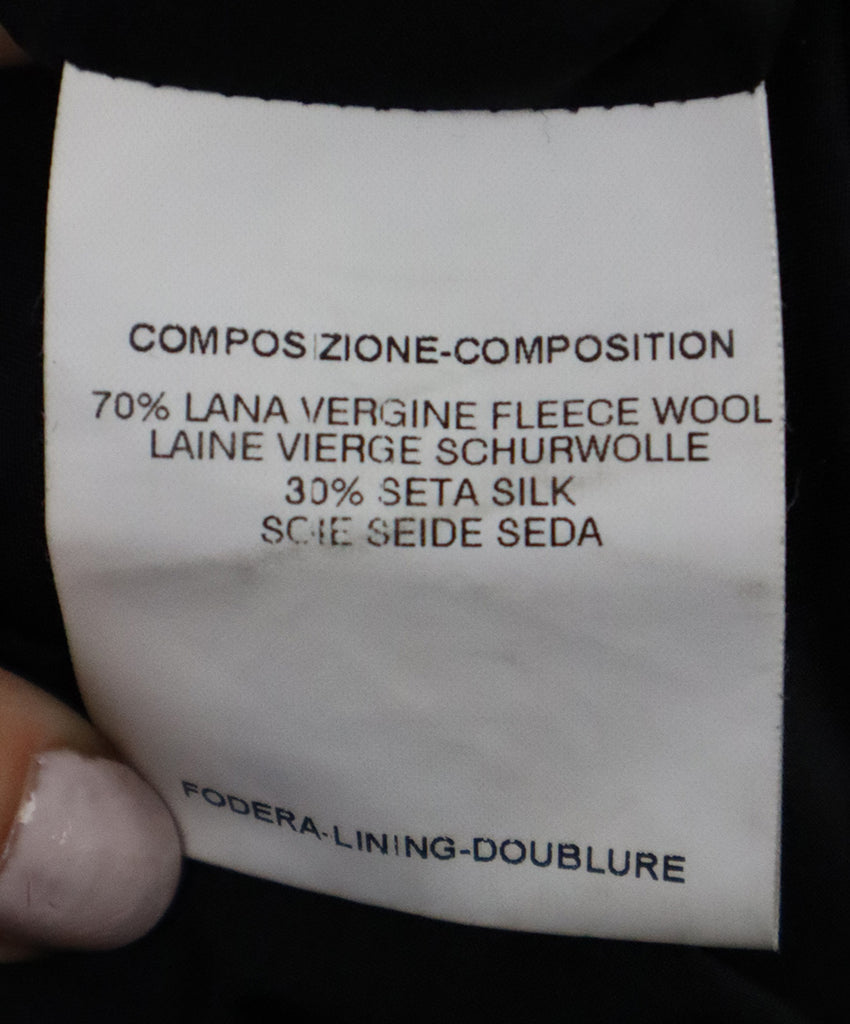 COMPOSIZIONE-COMPOSITION
70% LANA VERGINE FLEECE WOOL
LAINE VIERGE SCHURWOLLE
30% SETA SILK
SOIE SEIDE SEDA
FODERA-LINING-DOUBLURE